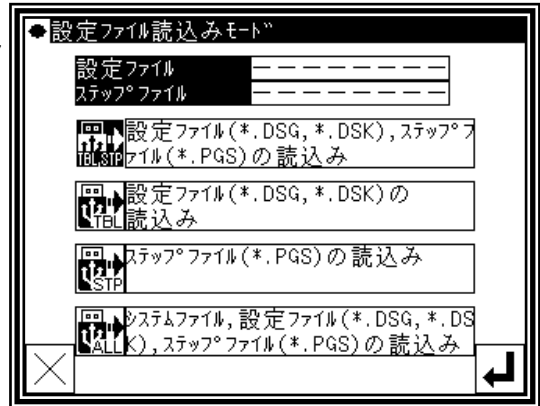 ●設定ファイル読込みモード
設定ファイル －－－－－－－－
ステップファイル －－－－－－－－
TBL,STP 設定ファイル(*.DSG,*.DSK),ステップフ
ァイル(*.PGS)の読込み
TBL 設定ファイル(*.DSG,*.DSK)の
読込み
STP ステップファイル(*.PGS)の読込み
ALL システムファイル,設定ファイル(*.DSG,*.DS
K),ステップファイル(*.PGS)の読込み